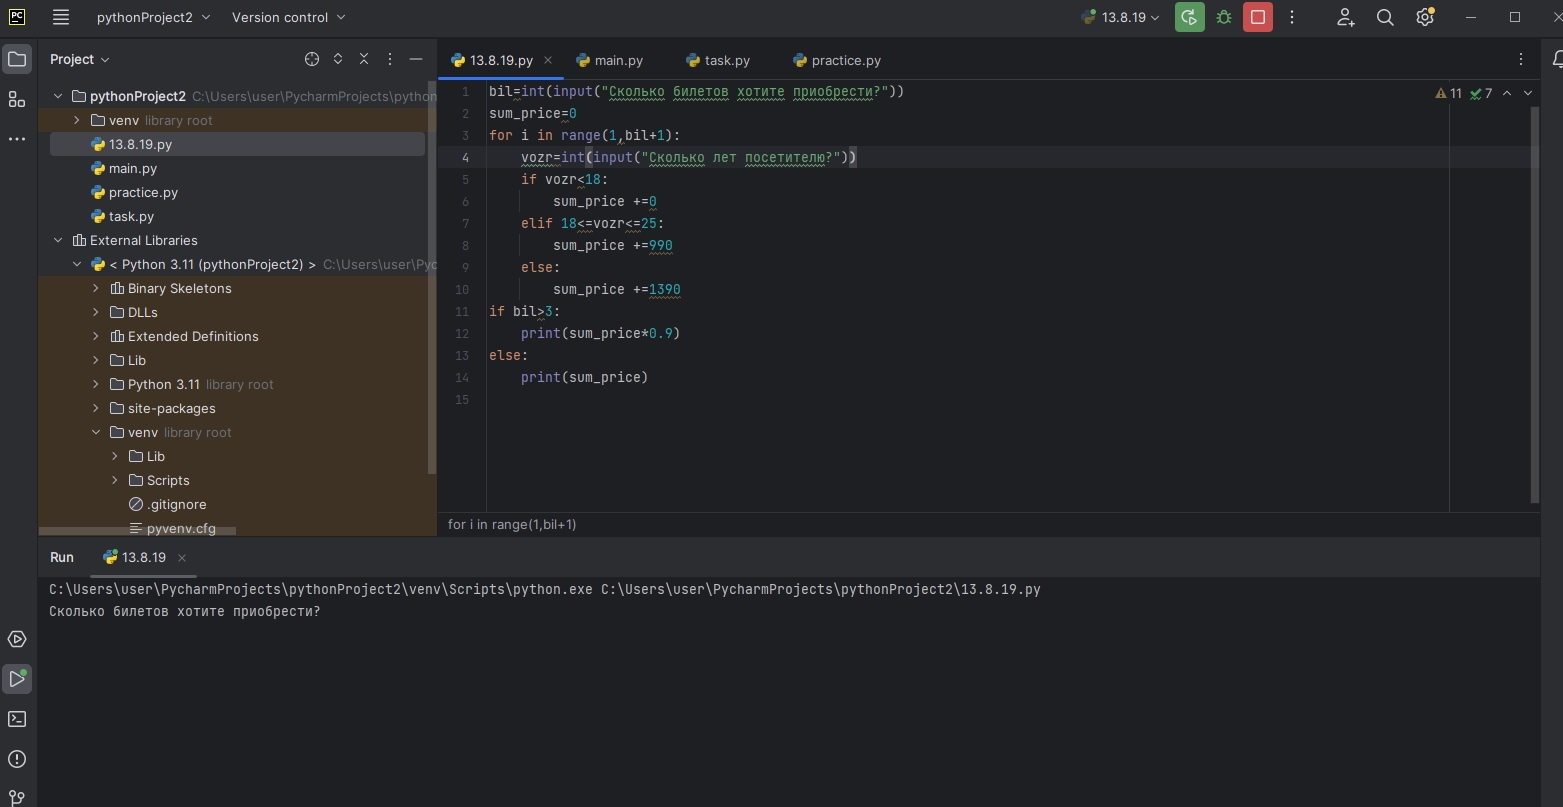 PC pythonProject2 Version control 13.8.19
Project
pythonProject2 C:\Users\user\PycharmProjects\python
venv library root
13.8.19.py
main.py
practice.py
task.py
External Libraries
< Python 3.11 (pythonProject2) > C:\Users\user\Pyc
Binary Skeletons
DLLs
Extended Definitions
Lib
Python 3.11 library root
site-packages
venv library root
Lib
Scripts
.gitignore
pyvenv.cfg
13.8.19.py main.py task.py practice.py
1 bil=int(input("Сколько билетов хотите приобрести?"))
2 sum_price=0
3 for i in range(1,bil+1):
4     vozr=int(input("Сколько лет посетителю?"))
5     if vozr<18:
6         sum_price +=0
7     elif 18<=vozr<=25:
8         sum_price +=990
9     else:
10         sum_price +=1390
11 if bil>3:
12     print(sum_price*0.9)
13 else:
14     print(sum_price)
15
11 7
for i in range(1,bil+1)
Run 13.8.19
C:\Users\user\PycharmProjects\pythonProject2\venv\Scripts\python.exe C:\Users\user\PycharmProjects\pythonProject2\13.8.19.py
Сколько билетов хотите приобрести?